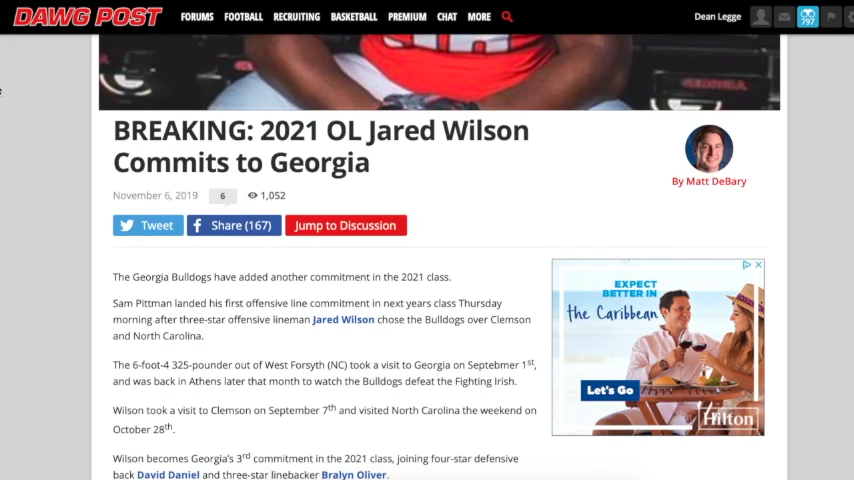 DAWG POST
FORUMS FOOTBALL RECRUITING BASKETBALL PREMIUM CHAT MORE
Dean Legge
797
GEORGIA
BREAKING: 2021 OL Jared Wilson
Commits to Georgia
By Matt DeBary
November 6, 2019 6 1,052
Tweet Share (167) Jump to Discussion
The Georgia Bulldogs have added another commitment in the 2021 class.
Sam Pittman landed his first offensive line commitment in next years class Thursday
morning after three-star offensive lineman Jared Wilson chose the Bulldogs over Clemson
and North Carolina.
The 6-foot-4 325-pounder out of West Forsyth (NC) took a visit to Georgia on Septebmer 1st,
and was back in Athens later that month to watch the Bulldogs defeat the Fighting Irish.
Wilson took a visit to Clemson on September 7th and visited North Carolina the weekend on
October 28th.
Wilson becomes Georgia's 3rd commitment in the 2021 class, joining four-star defensive
back David Daniel and three-star linebacker Bralyn Oliver.
EXPECT
BETTER IN
the Caribbean
Let's Go
Hilton